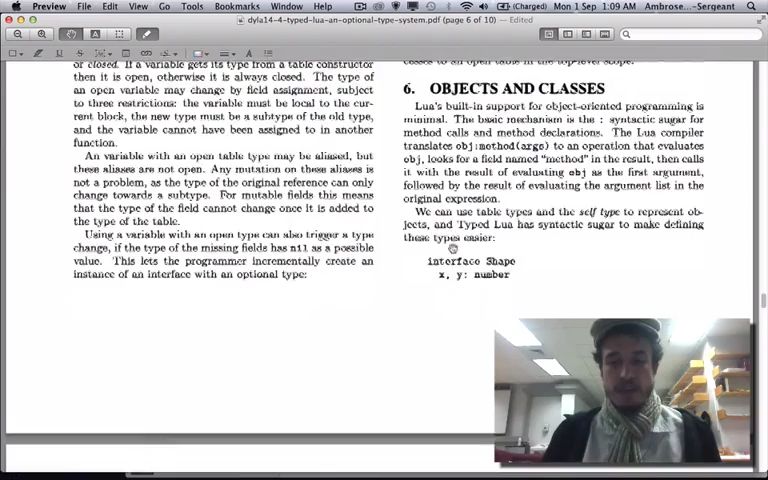 Preview File Edit View Go Tools Bookmarks Window Help (Charged) Mon 1 Sep 1:09 AM Ambrose...-Sergeant
dyla14-4-typed-lua-an-optional-type-system.pdf (page 6 of 10) — Edited
or closed. If a variable gets its type from a table constructor
then it is open, otherwise it is always closed. The type of
an open variable may change by field assignment, subject
to three restrictions: the variable must be local to the cur-
rent block, the new type must be a subtype of the old type,
and the variable cannot have been assigned to in another
function.
An variable with an open table type may be aliased, but
these aliases are not open. Any mutation on these aliases is
not a problem, as the type of the original reference can only
change towards a subtype. For mutable fields this means
that the type of the field cannot change once it is added to
the type of the table.
Using a variable with an open type can also trigger a type
change, if the type of the missing fields has nil as a possible
value. This lets the programmer incrementally create an
instance of an interface with an optional type:
classes to an open table in the top-level scope.
6. OBJECTS AND CLASSES
Lua's built-in support for object-oriented programming is
minimal. The basic mechanism is the : syntactic sugar for
method calls and method declarations. The Lua compiler
translates obj:method(args) to an operation that evaluates
obj, looks for a field named "method" in the result, then calls
it with the result of evaluating obj as the first argument,
followed by the result of evaluating the argument list in the
original expression.
We can use table types and the self type to represent ob-
jects, and Typed Lua has syntactic sugar to make defining
these types easier:
interface Shape
x, y: number